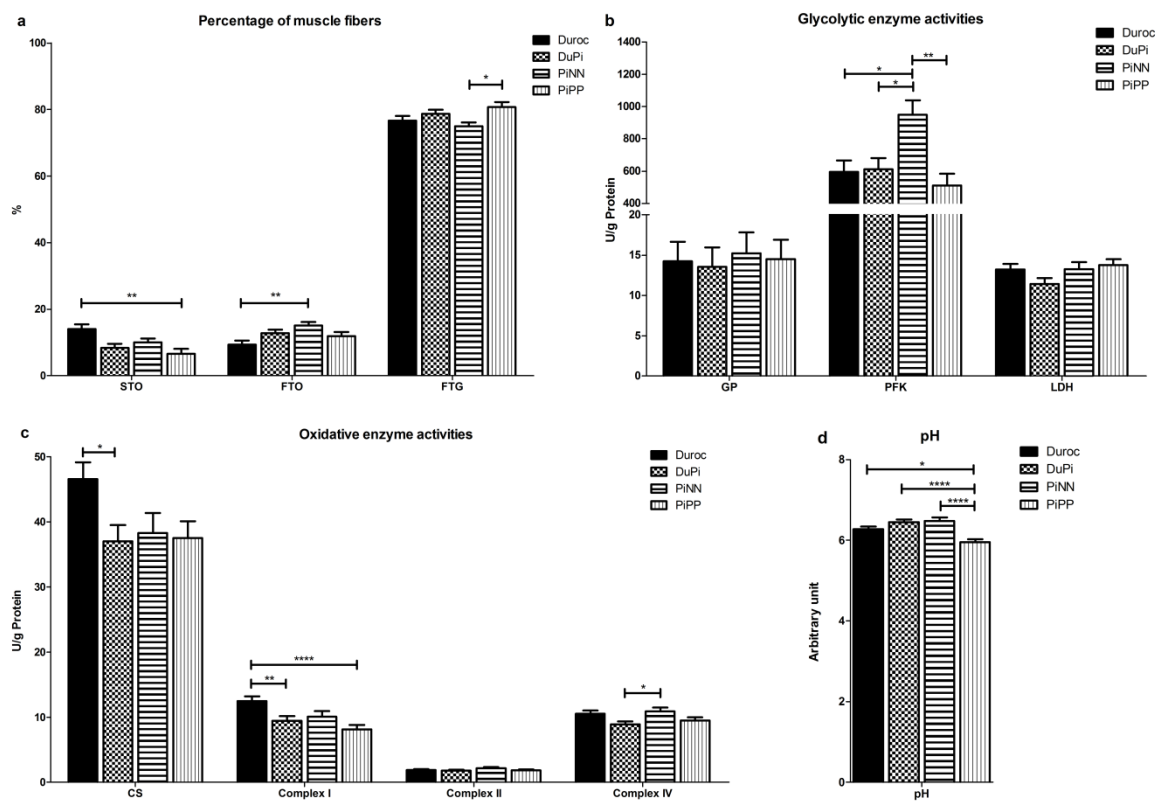 a
Percentage of muscle fibers
Duroc
DuPi
PiNN
PiPP
%
100
80
60
40
20
0
**
**
*
STO FTO FTG
b
Glycolytic enzyme activities
Duroc
DuPi
PiNN
PiPP
U/g Protein
1400
1200
1000
800
600
400
20
15
10
5
0
**
*
*
GP PFK LDH
c
Oxidative enzyme activities
Duroc
DuPi
PiNN
PiPP
U/g Protein
50
40
30
20
10
0
*
****
**
*
CS Complex I Complex II Complex IV
d
pH
Duroc
DuPi
PiNN
PiPP
Arbitrary unit
8
6
4
2
0
*
****
****
pH